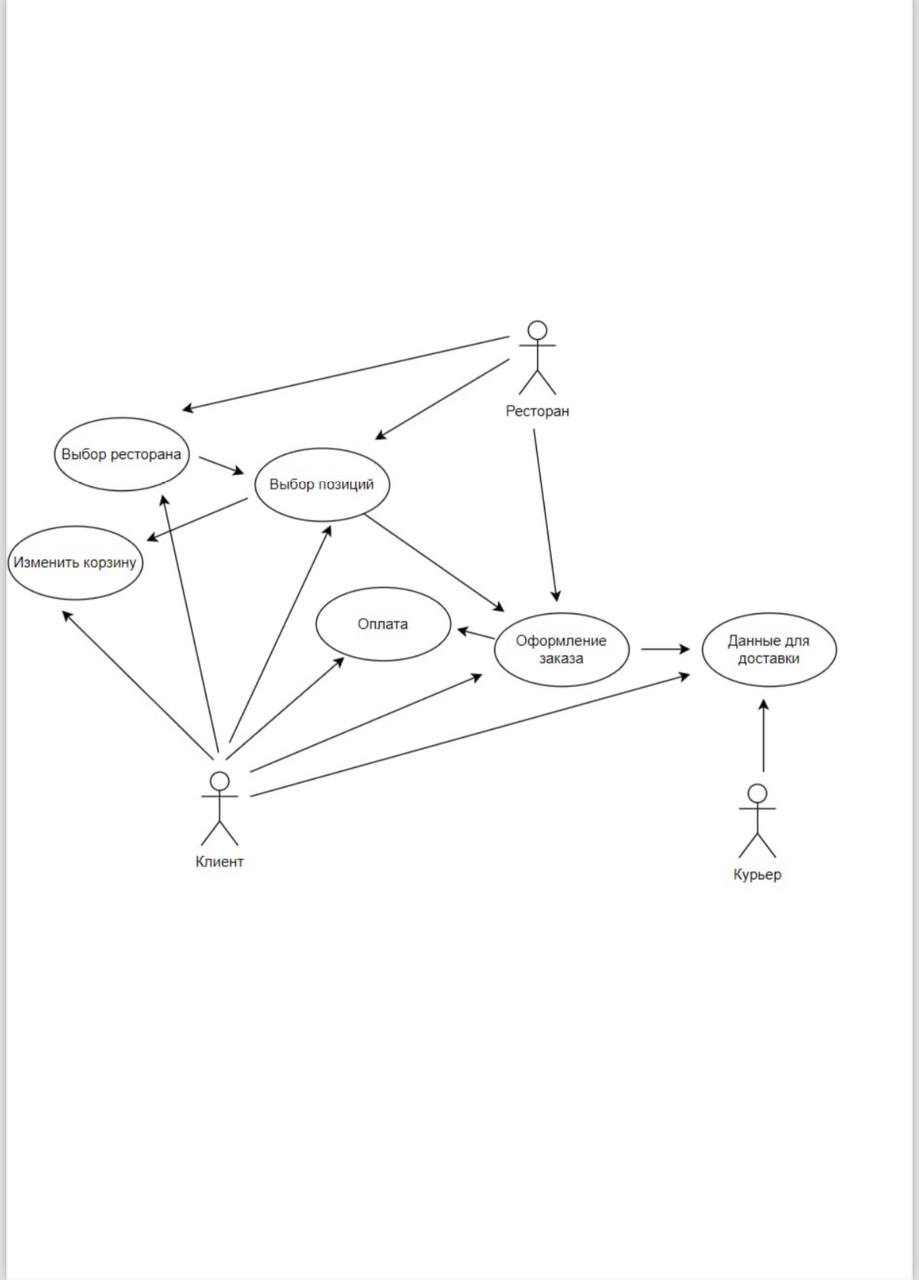 Ресторан
Выбор ресторана
Выбор позиций
Изменить корзину
Оплата
Оформление
заказа
Данные для
доставки
Клиент
Курьер